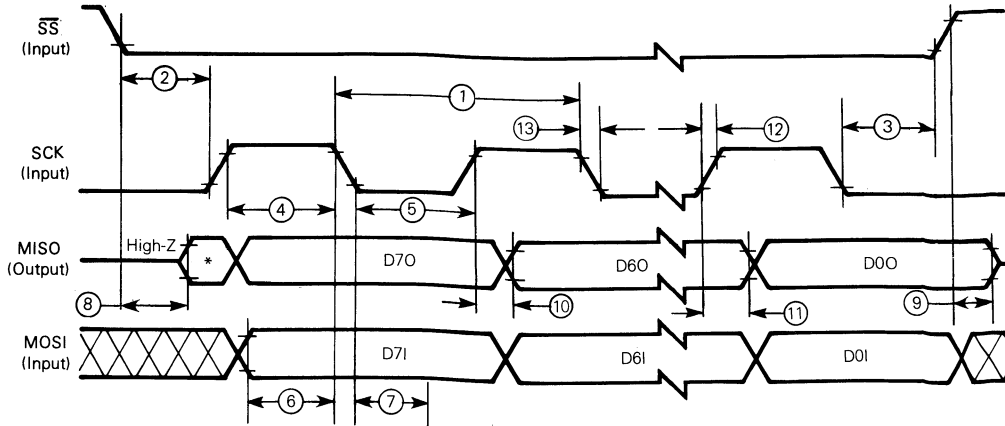 SS
(Input)
2
1
13
12
3
SCK
(Input)
4
5
MISO
(Output)
High-Z
*
D7O
D6O
D0O
8
10
11
9
MOSI
(Input)
D7I
D6I
D0I
6
7